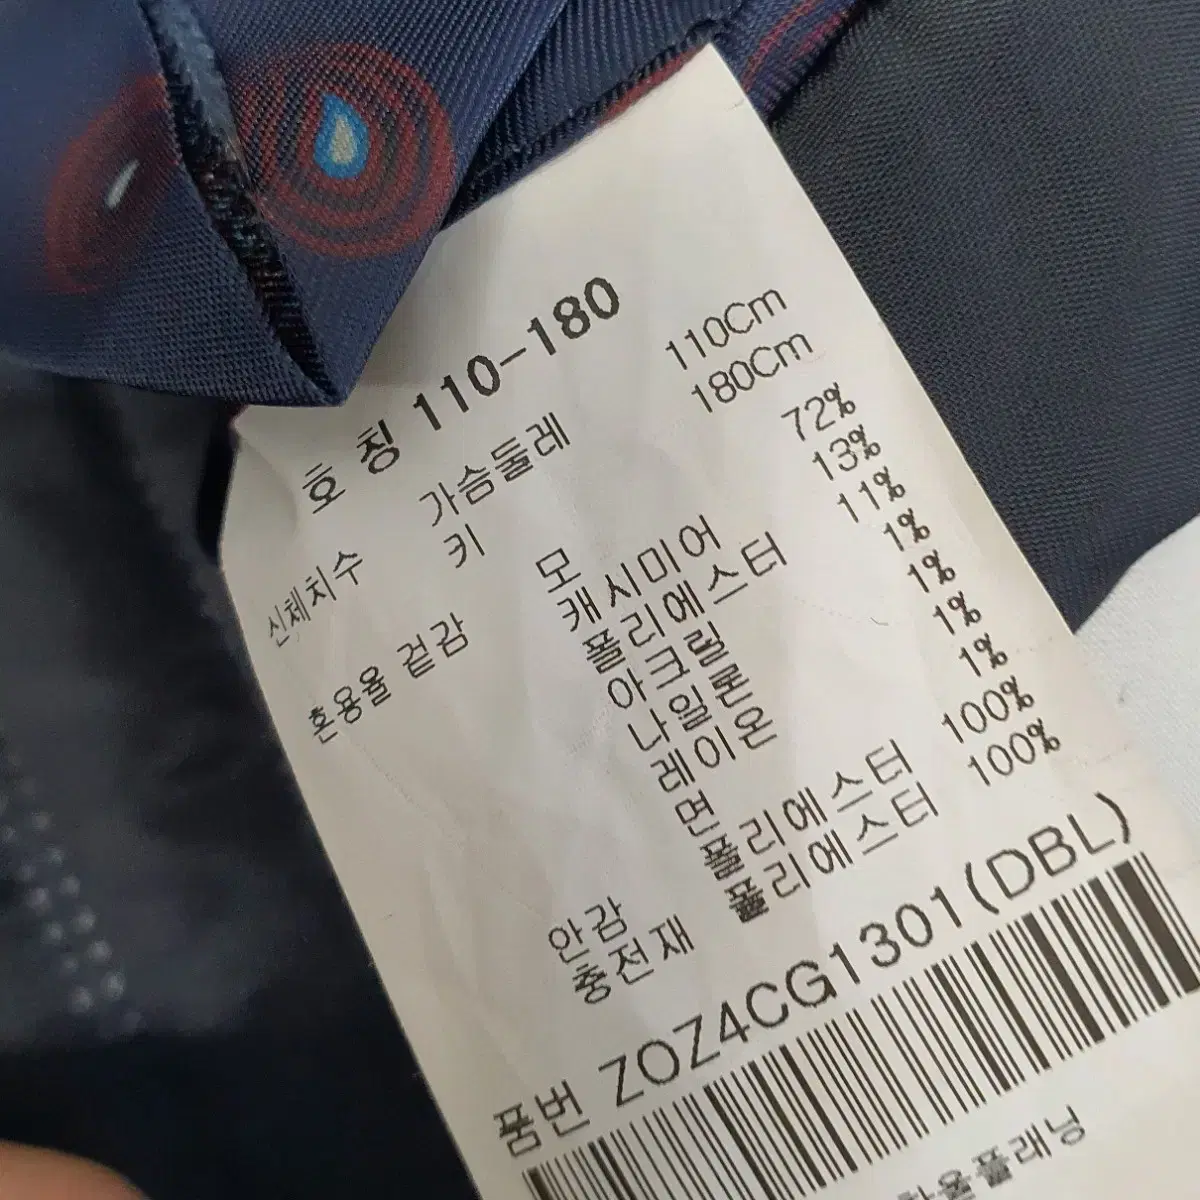 호 칭 110-180
신체치수 가슴둘레 110Cm
키 180Cm
혼용율 겉감 모 72%
캐시미어 13%
폴리에스터 11%
아크릴 1%
나일론 1%
레이온 1%
면 1%
안감 폴리에스터 100%
충전재 폴리에스터 100%
품번 ZOZ4CG1301(DBL)